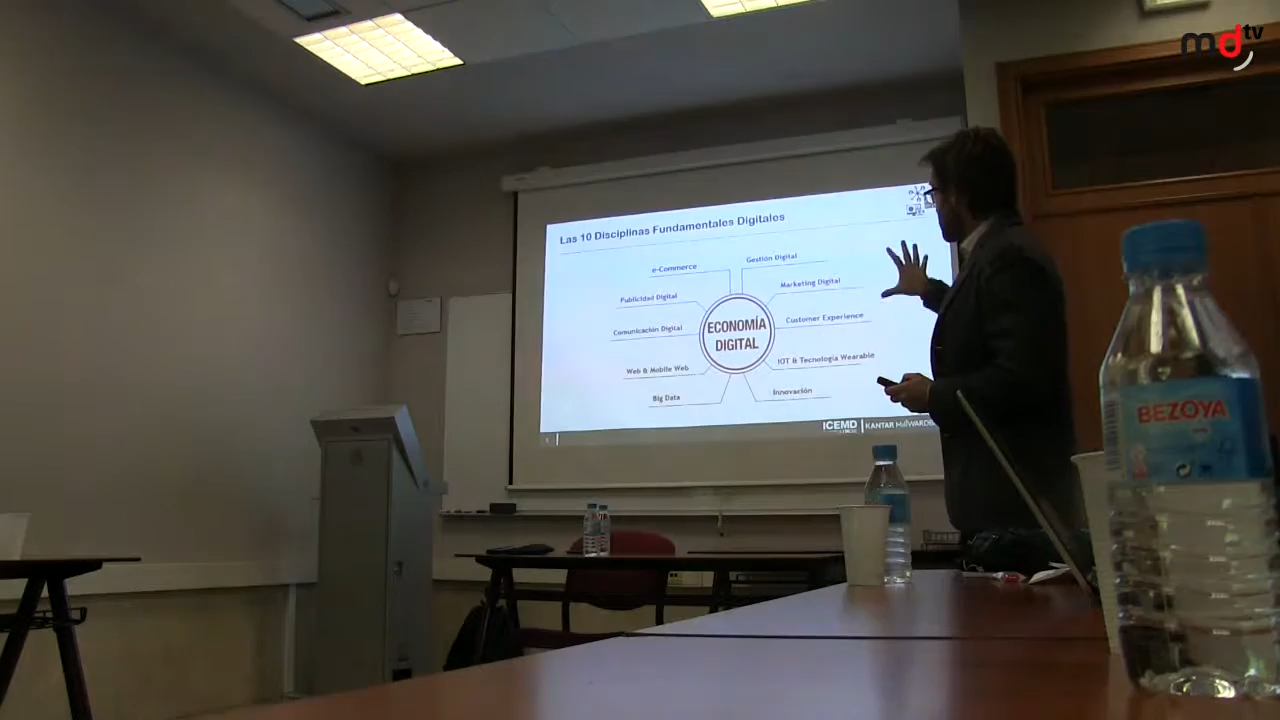 md tv
Las 10 Disciplinas Fundamentales Digitales
e-Commerce
Gestión Digital
Publicidad Digital
Marketing Digital
Comunicación Digital
Customer Experience
ECONOMÍA
DIGITAL
Web & Mobile Web
IOT & Tecnología Wearable
Big Data
Innovación
ICEMD
KANTAR
BEZOYA